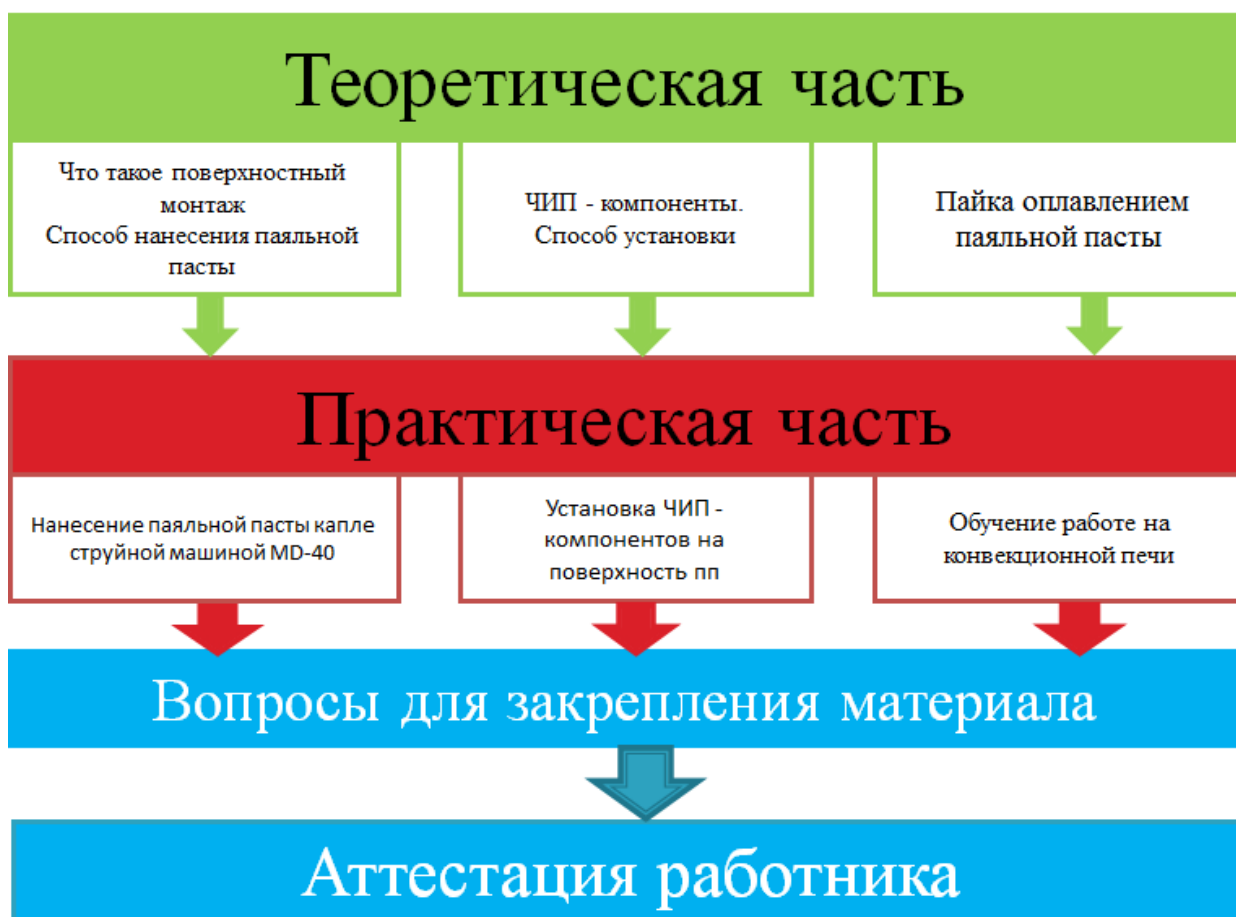 Теоретическая часть
Что такое поверхностный
монтаж
Способ нанесения паяльной
пасты
ЧИП - компоненты.
Способ установки
Пайка оплавлением
паяльной пасты
Практическая часть
Нанесение паяльной пасты капле
струйной машиной MD-40
Установка ЧИП -
компонентов на
поверхность пп
Обучение работе на
конвекционной печи
Вопросы для закрепления материала
Аттестация работника